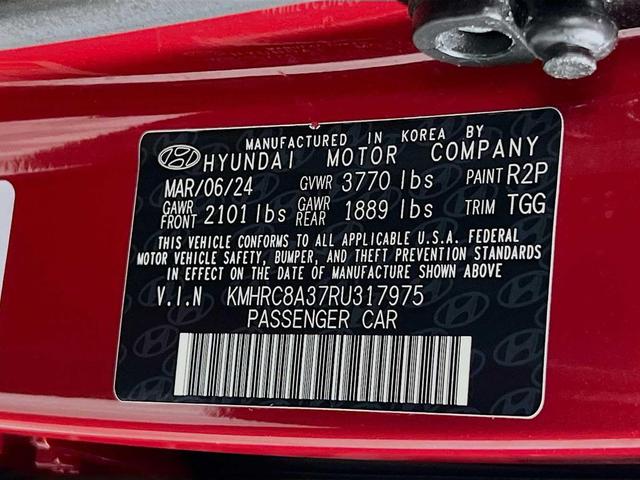 MANUFACTURED IN KOREA BY
HYUNDAI MOTOR COMPANY
MAR/06/24 GVWR 3770 lbs PAINT R2P
GAWR FRONT 2101 lbs GAWR REAR 1889 lbs TRIM TGG
THIS VEHICLE CONFORMS TO ALL APPLICABLE U.S.A. FEDERAL
MOTOR VEHICLE SAFETY, BUMPER, AND THEFT PREVENTION STANDARDS
IN EFFECT ON THE DATE OF MANUFACTURE SHOWN ABOVE
V.I.N KMHRC8A37RU317975
PASSENGER CAR